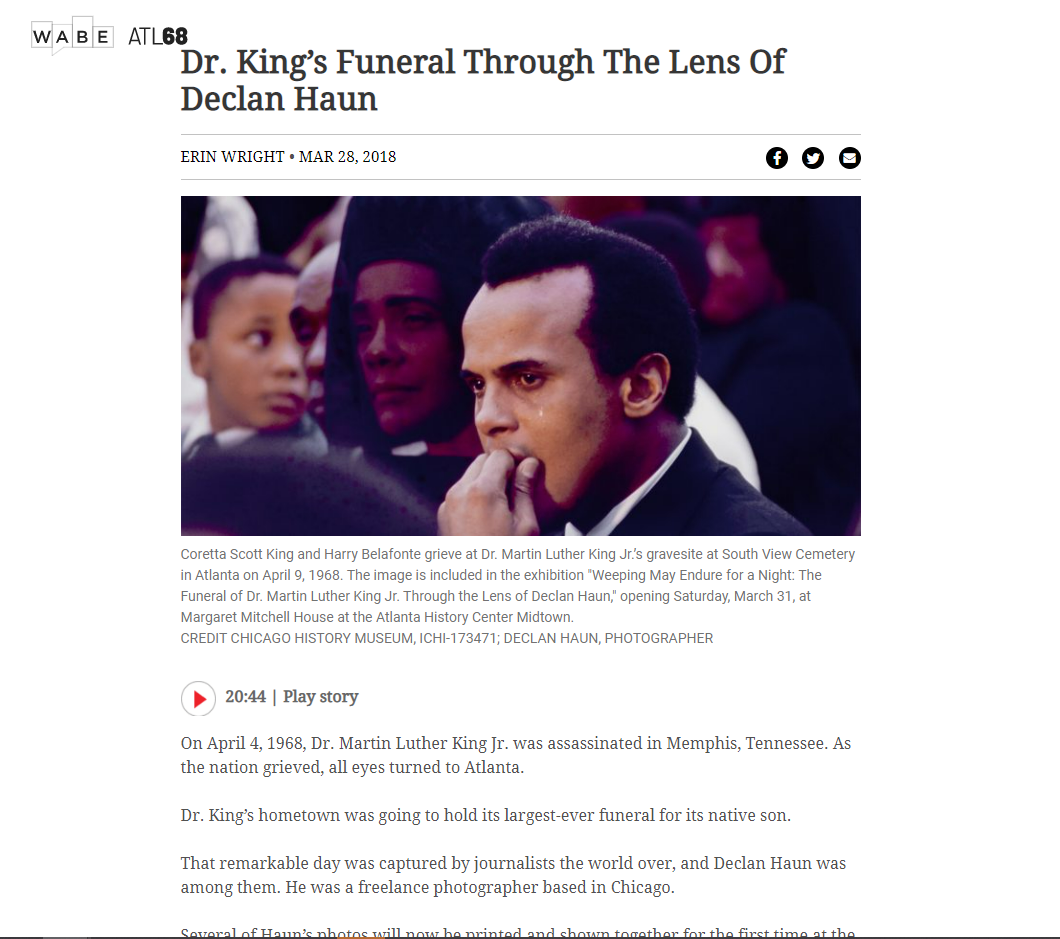 WABE ATL68
Dr. King’s Funeral Through The Lens Of
Declan Haun
ERIN WRIGHT • MAR 28, 2018
Coretta Scott King and Harry Belafonte grieve at Dr. Martin Luther King Jr.’s gravesite at South View Cemetery
in Atlanta on April 9, 1968. The image is included in the exhibition "Weeping May Endure for a Night: The
Funeral of Dr. Martin Luther King Jr. Through the Lens of Declan Haun," opening Saturday, March 31, at
Margaret Mitchell House at the Atlanta History Center Midtown.
CREDIT CHICAGO HISTORY MUSEUM, ICHI-173471; DECLAN HAUN, PHOTOGRAPHER
20:44 | Play story
On April 4, 1968, Dr. Martin Luther King Jr. was assassinated in Memphis, Tennessee. As
the nation grieved, all eyes turned to Atlanta.
Dr. King’s hometown was going to hold its largest-ever funeral for its native son.
That remarkable day was captured by journalists the world over, and Declan Haun was
among them. He was a freelance photographer based in Chicago.
Several of Haun’s photos will now be printed and shown together for the first time at the